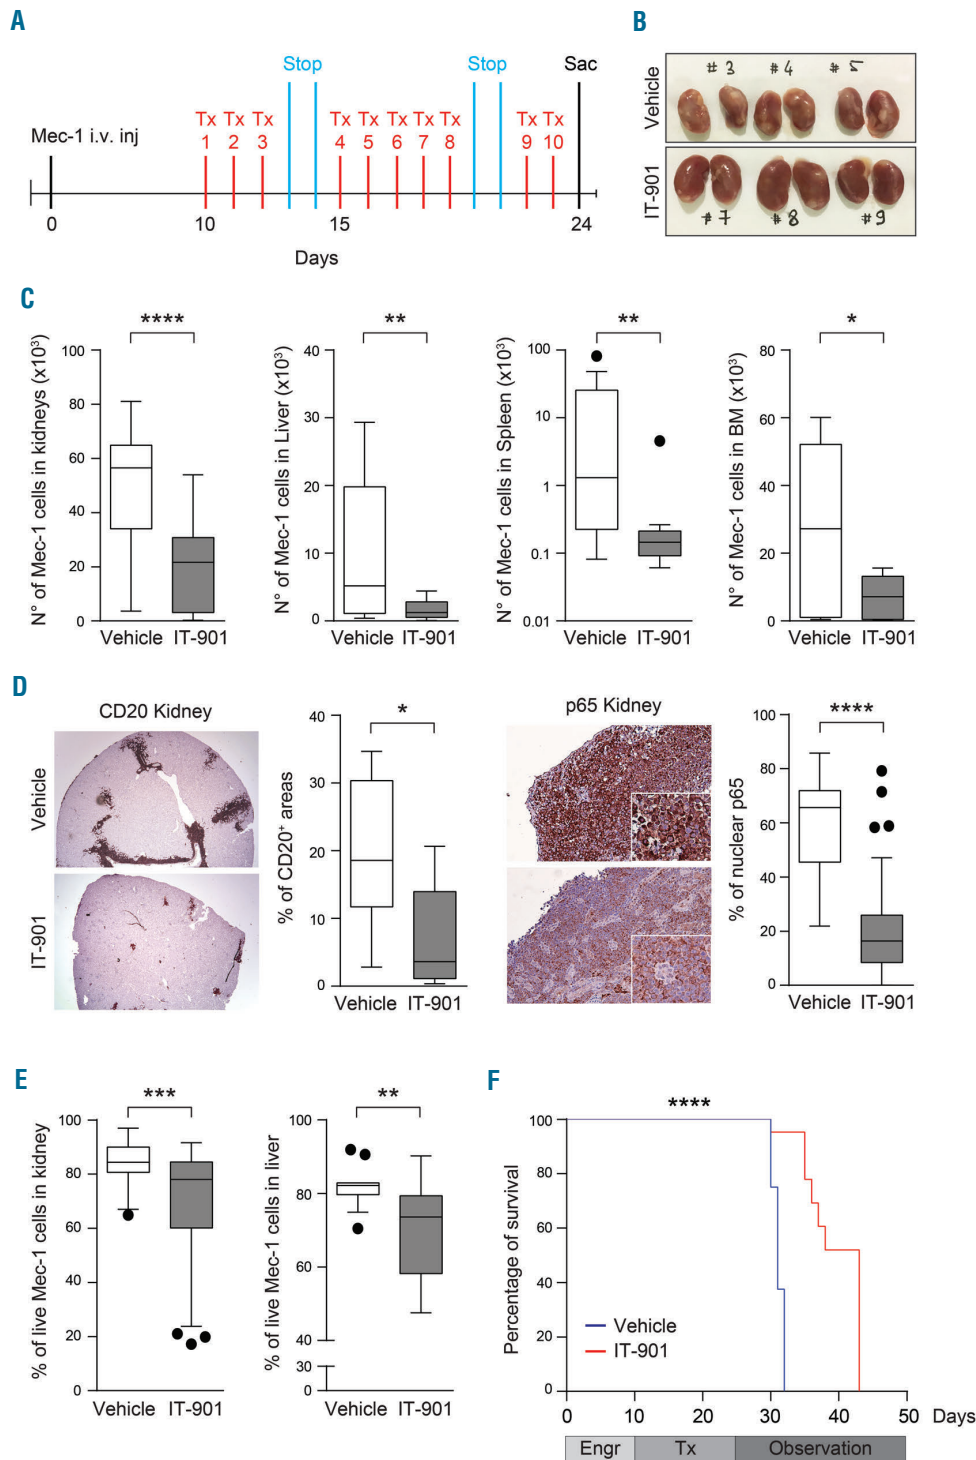 A
Stop
Stop
Sac
Mec-1 i.v. inj
Tx 1
Tx 2
Tx 3
Tx 4
Tx 5
Tx 6
Tx 7
Tx 8
Tx 9
Tx 10
0
10
15
24
Days
B
Vehicle
#3 #4 #5
IT-901
#7 #8 #9
C
****
N° of Mec-1 cells in kidneys (x10³)
100
80
60
40
20
0
Vehicle IT-901
**
N° of Mec-1 cells in Liver (x10³)
40
30
20
10
0
Vehicle IT-901
**
N° of Mec-1 cells in Spleen (x10³)
100
10
1
0.1
0.01
Vehicle IT-901
*
N° of Mec-1 cells in BM (x10³)
80
60
40
20
0
Vehicle IT-901
D
CD20 Kidney
Vehicle
IT-901
*
% of CD20⁺ areas
40
30
20
10
0
Vehicle IT-901
p65 Kidney
****
% of nuclear p65
100
80
60
40
20
0
Vehicle IT-901
E
***
% of live Mec-1 cells in kidney
100
80
60
40
20
0
Vehicle IT-901
**
% of live Mec-1 cells in liver
100
80
60
40
30
0
Vehicle IT-901
F
****
Percentage of survival
100
80
60
40
20
0
Vehicle
IT-901
0 10 20 30 40 50 Days
Engr Tx Observation